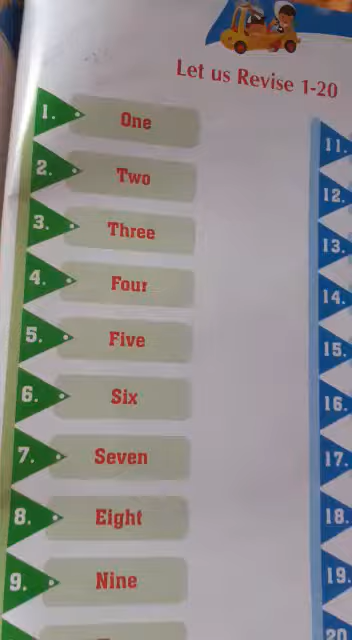 Let us Revise 1-20
1. One
2. Two
3. Three
4. Four
5. Five
6. Six
7. Seven
8. Eight
9. Nine
11.
12.
13.
14.
15.
16.
17.
18.
19.
20